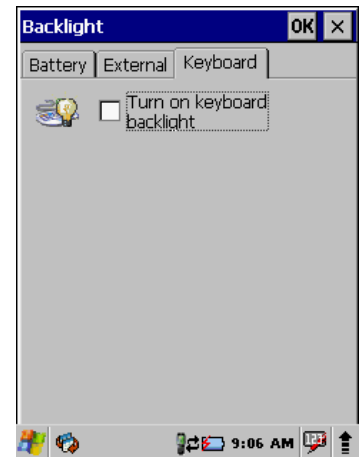 Backlight OK
Battery External Keyboard
Turn on keyboard
backlight
9:06 AM